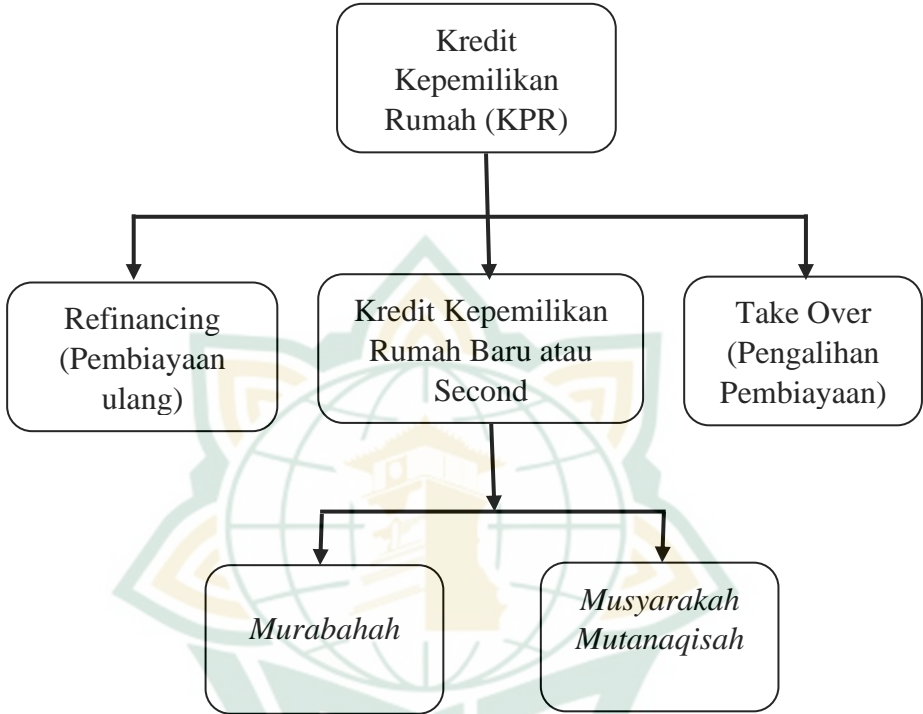 Kredit
Kepemilikan
Rumah (KPR)
Refinancing
(Pembiayaan
ulang)
Kredit Kepemilikan
Rumah Baru atau
Second
Take Over
(Pengalihan
Pembiayaan)
Murabahah
Musyarakah
Mutanaqisah